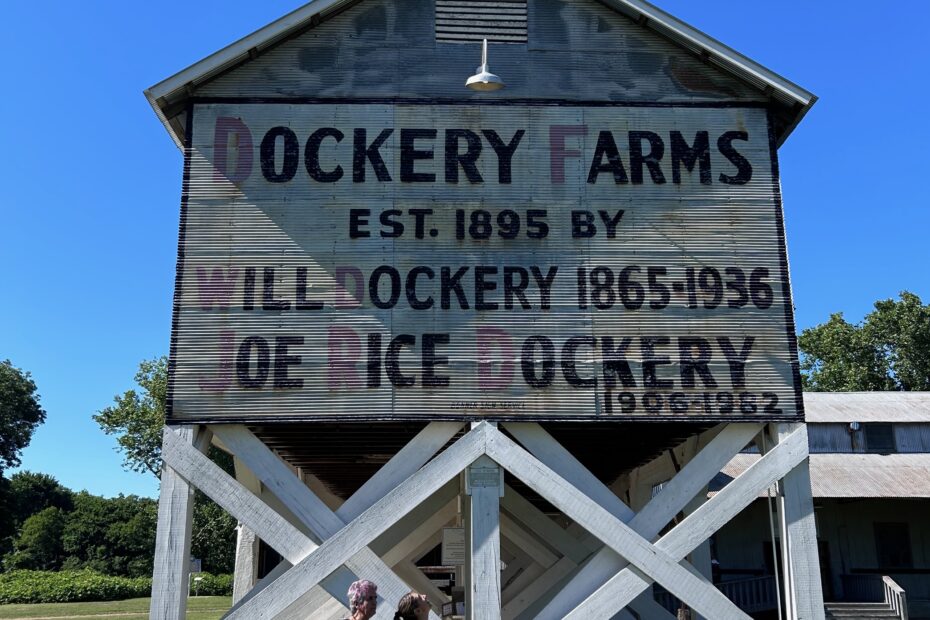 DOCKERY FARMS
EST. 1895 BY
WILL DOCKERY 1865-1936
JOE RICE DOCKERY
1906-1982